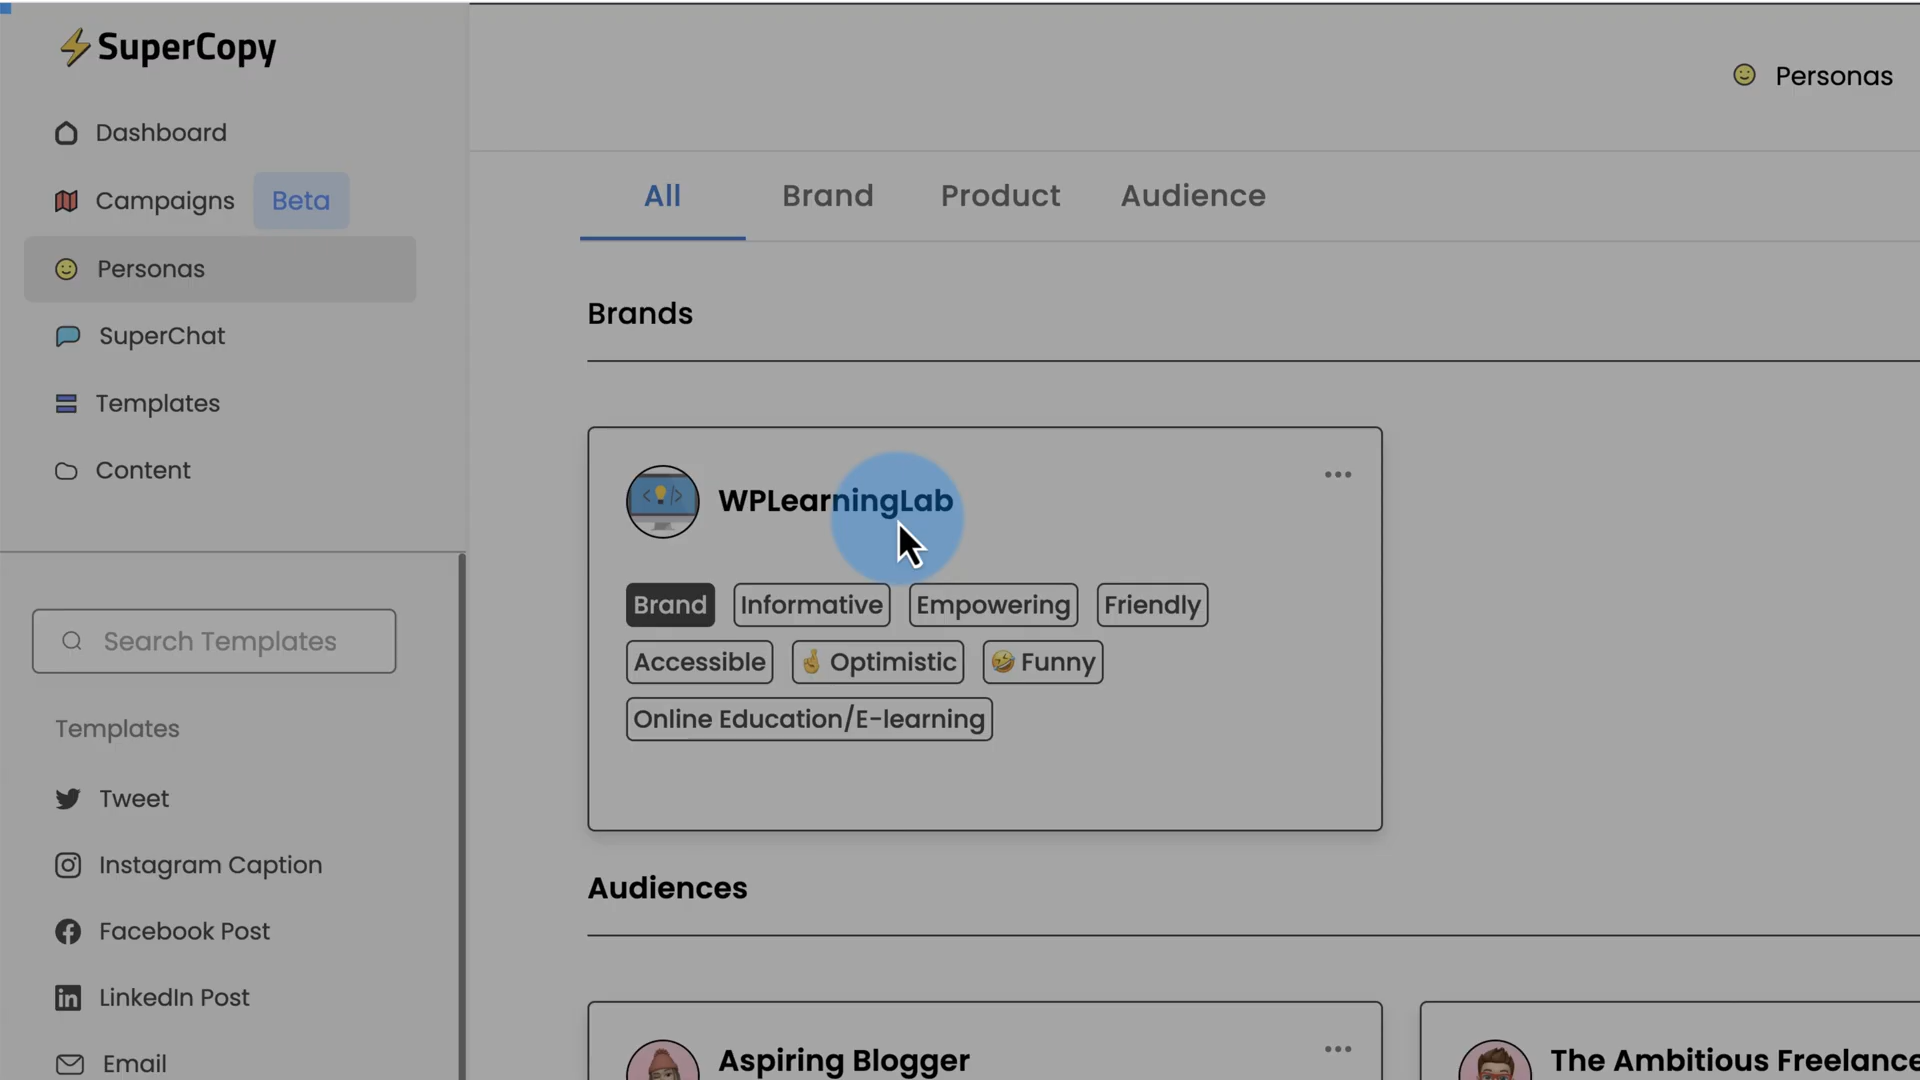 SuperCopy
Dashboard
Campaigns Beta
Personas
SuperChat
Templates
Content
Search Templates
Templates
Tweet
Instagram Caption
Facebook Post
LinkedIn Post
Email
Personas
All Brand Product Audience
Brands
WPLearningLab
Brand Informative Empowering Friendly
Accessible Optimistic Funny
Online Education/E-learning
Audiences
Aspiring Blogger
The Ambitious Freelance